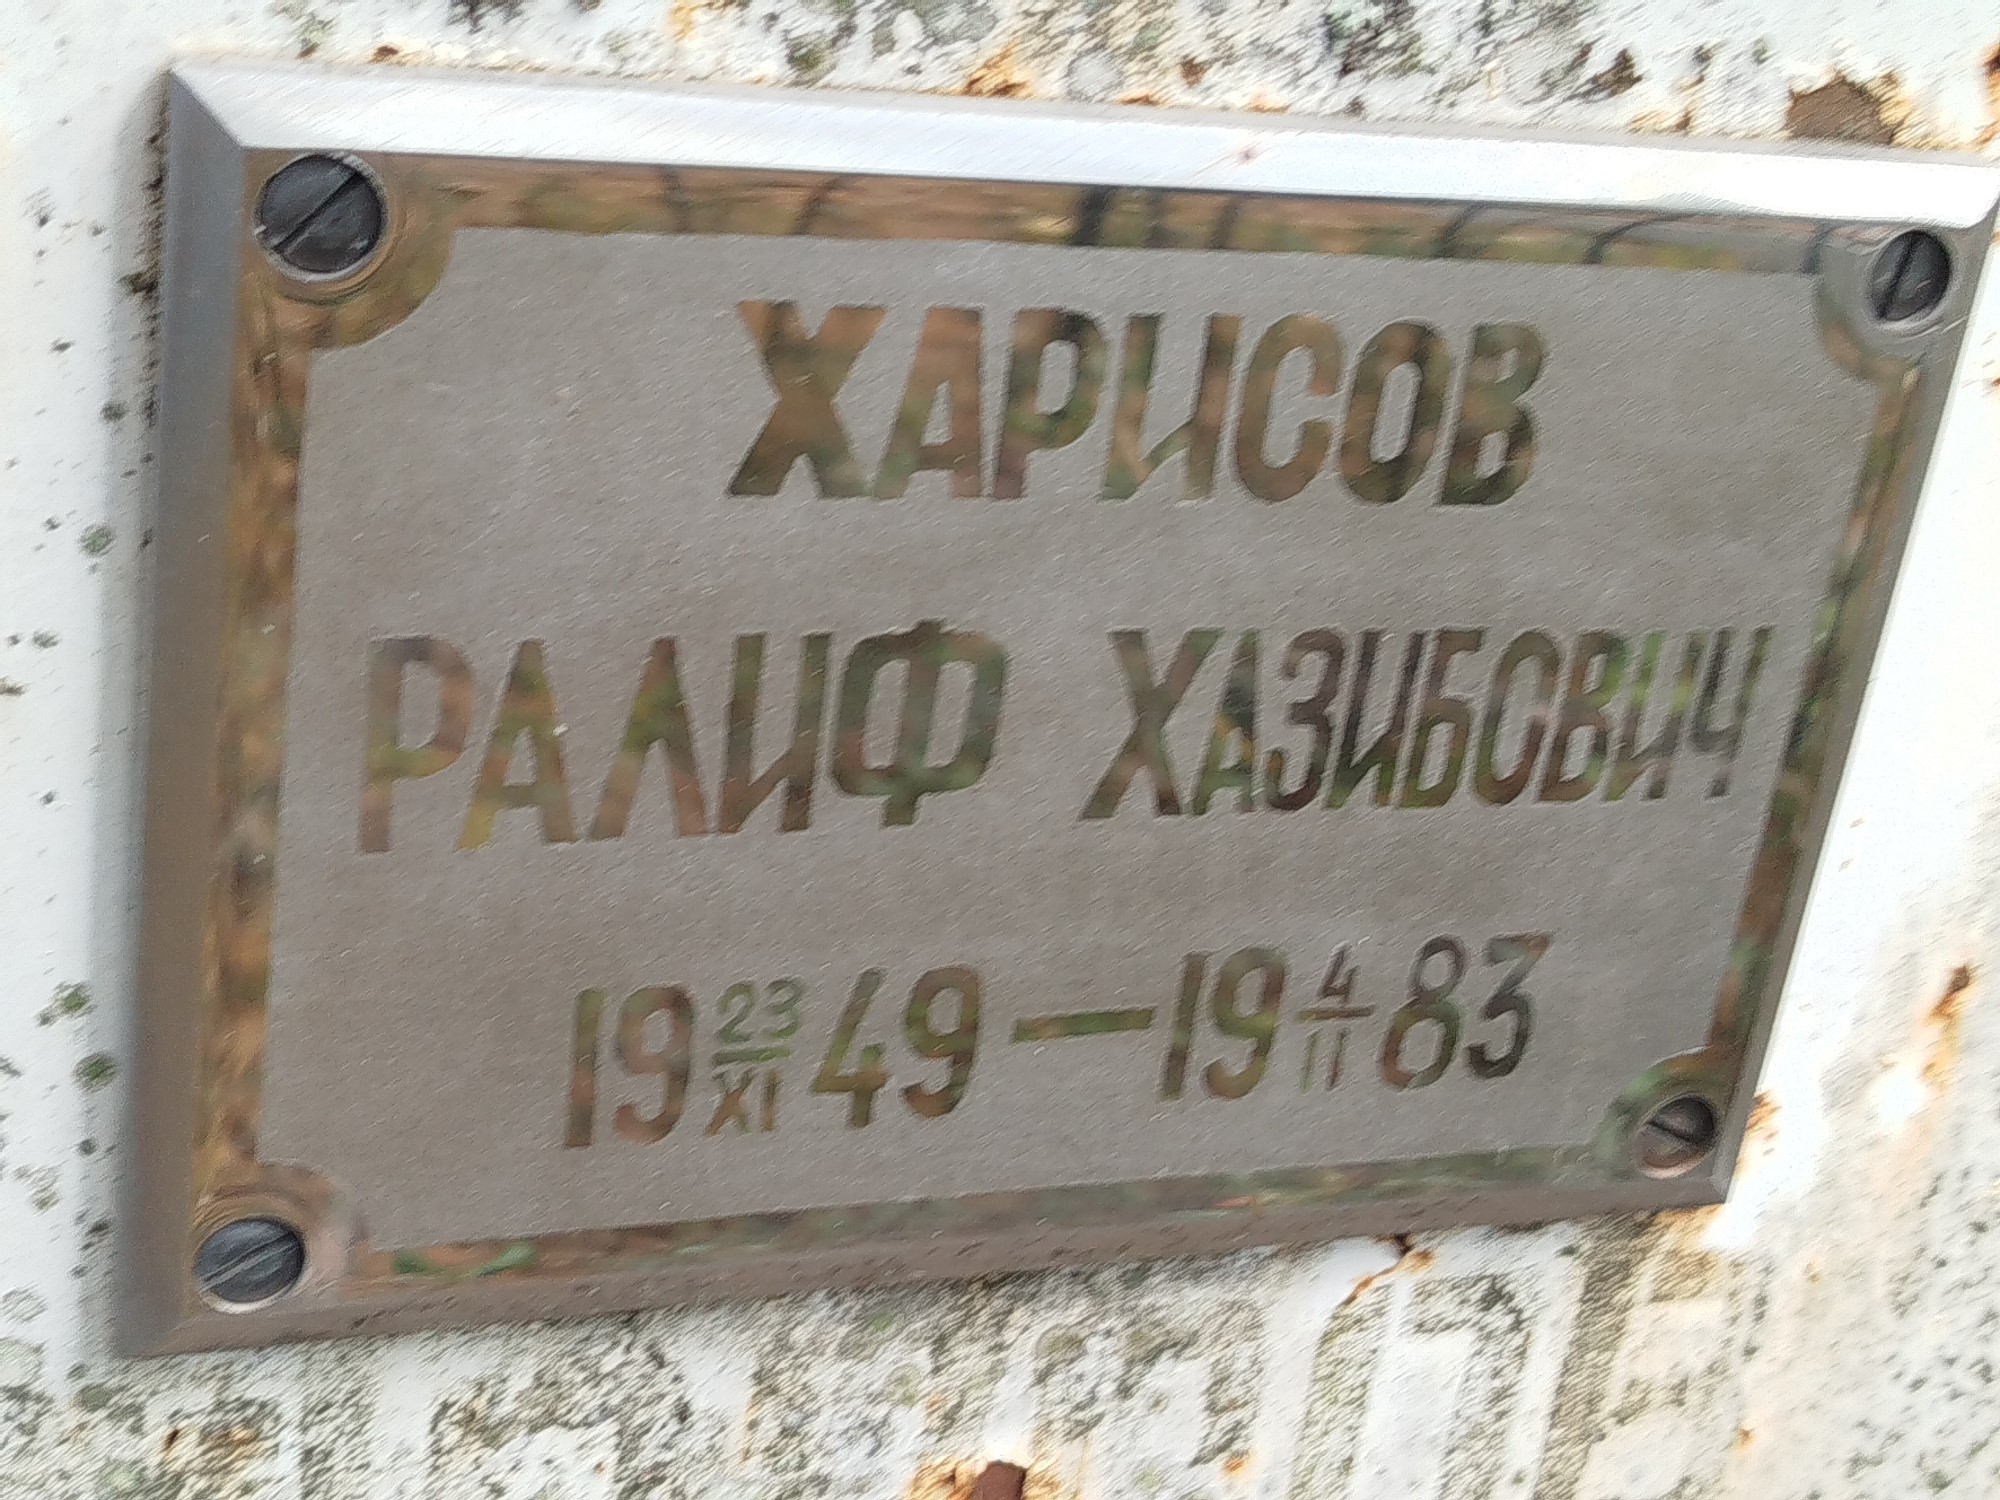 ХАРИСОВ
РАЛИФ ХАЗИБОВИЧ
19 23/XI 49 — 19 4/II 83